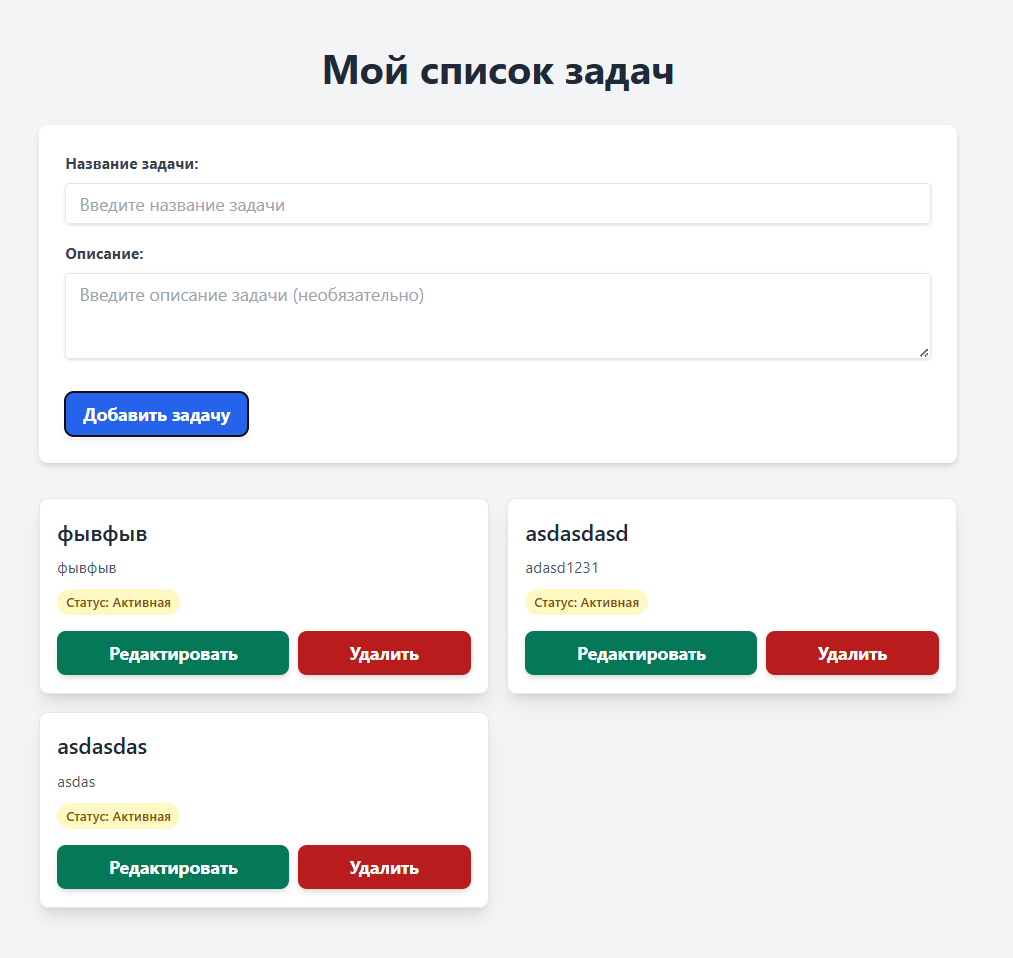 Мой список задач
Название задачи:
Введите название задачи
Описание:
Введите описание задачи (необязательно)
Добавить задачу
фывфыв
фывфыв
Статус: Активная
Редактировать
Удалить
asdasdasd
adasd1231
Статус: Активная
Редактировать
Удалить
asdasdas
asdas
Статус: Активная
Редактировать
Удалить